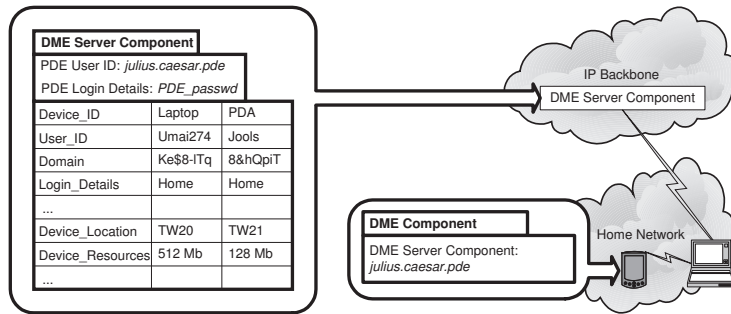 DME Server Component
PDE User ID: julius.caesar.pde
PDE Login Details: PDE_passwd
Device_ID Laptop PDA
User_ID Umai274 Jools
Domain Ke$8-lTq 8&hQpiT
Login_Details Home Home
...
Device_Location TW20 TW21
Device_Resources 512 Mb 128 Mb
...
IP Backbone
DME Server Component
DME Component
DME Server Component:
julius.caesar.pde
Home Network